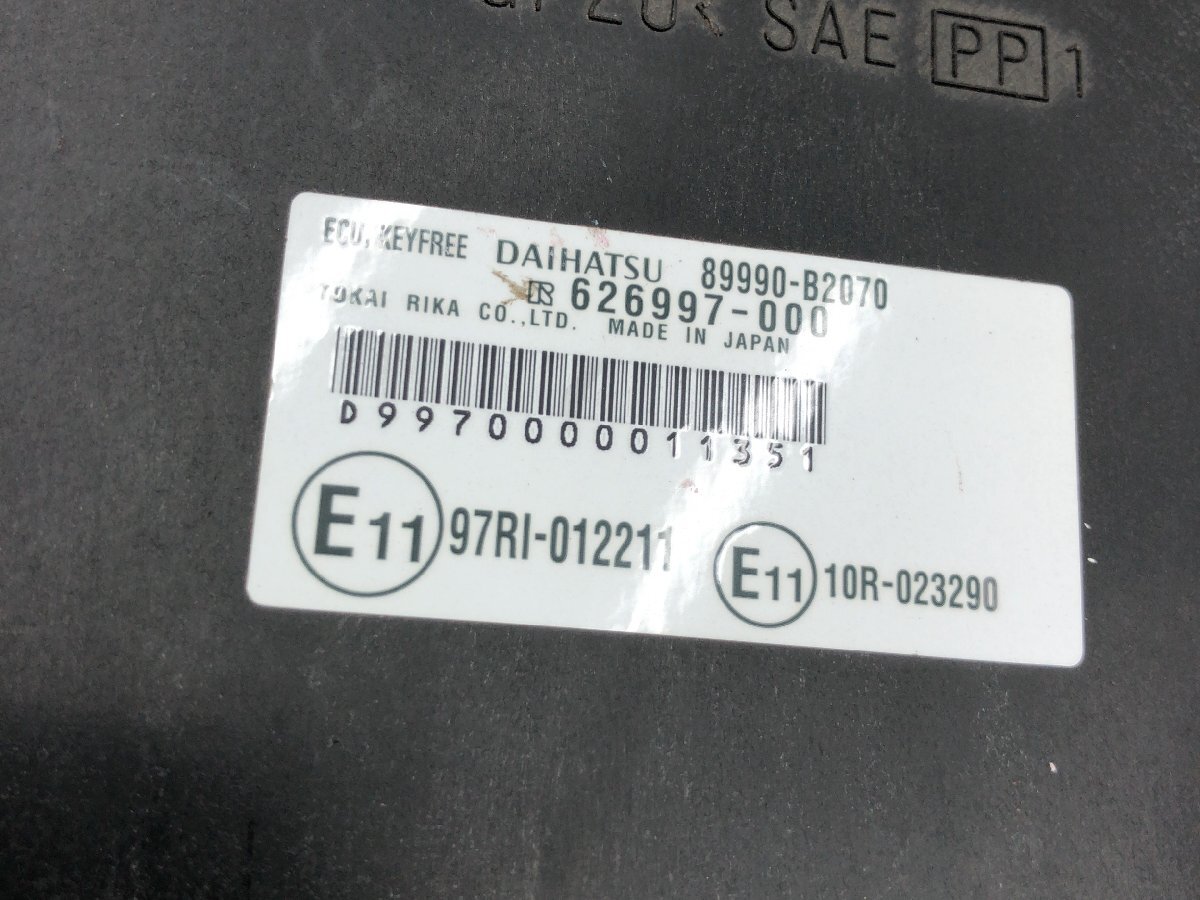 SAE PP 1
ECU, KEYFREE DAIHATSU 89990-B2070
626997-000
TOKAI RIKA CO.,LTD. MADE IN JAPAN
D9970000011351
E11 97RI-012211 E11 10R-023290